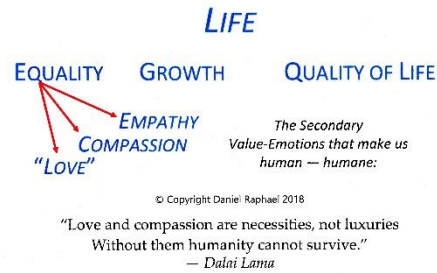 LIFE
EQUALITY GROWTH QUALITY OF LIFE
EMPATHY
COMPASSION
“LOVE”
The Secondary
Value-Emotions that make us
human — humane:
© Copyright Daniel Raphael 2018
“Love and compassion are necessities, not luxuries
Without them humanity cannot survive.”
— Dalai Lama